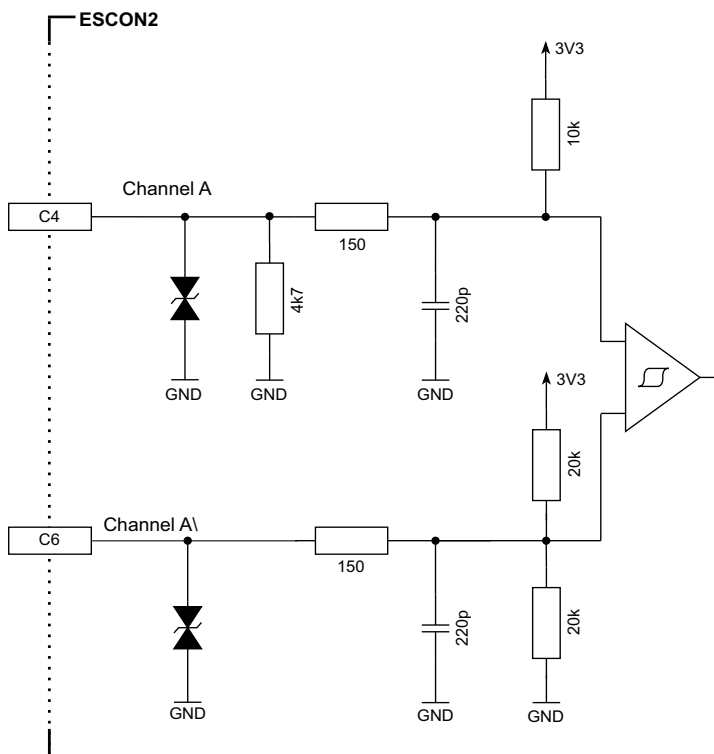 ESCON2
3V3
10k
Channel A
C4
150
4k7
220p
GND
GND
GND
3V3
20k
Channel A\
C6
150
220p
20k
GND
GND
GND